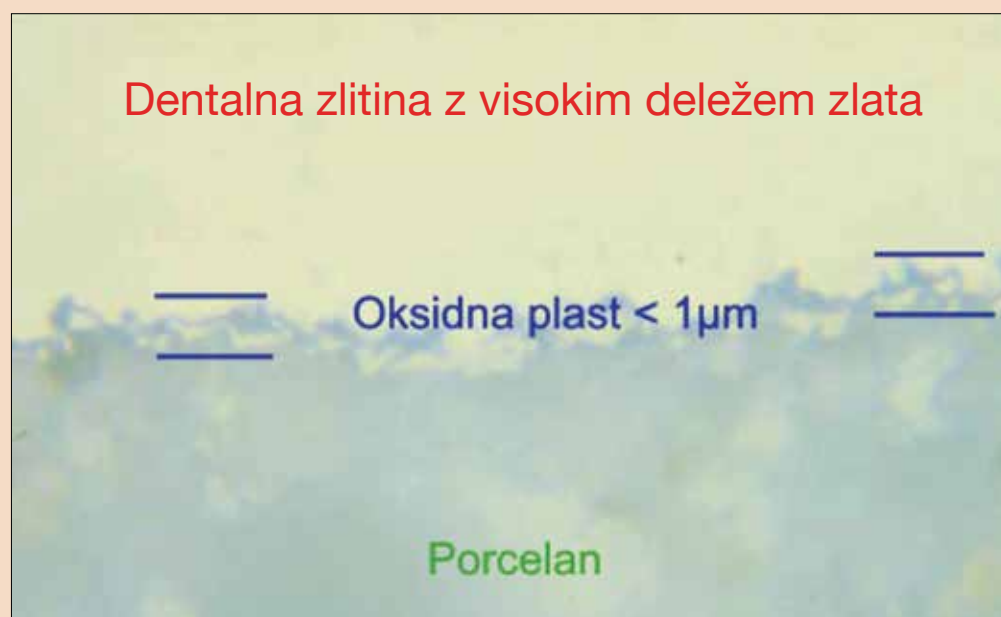 Dentalna zlitina z visokim deležem zlata
Oksidna plast < 1µm
Porcelan